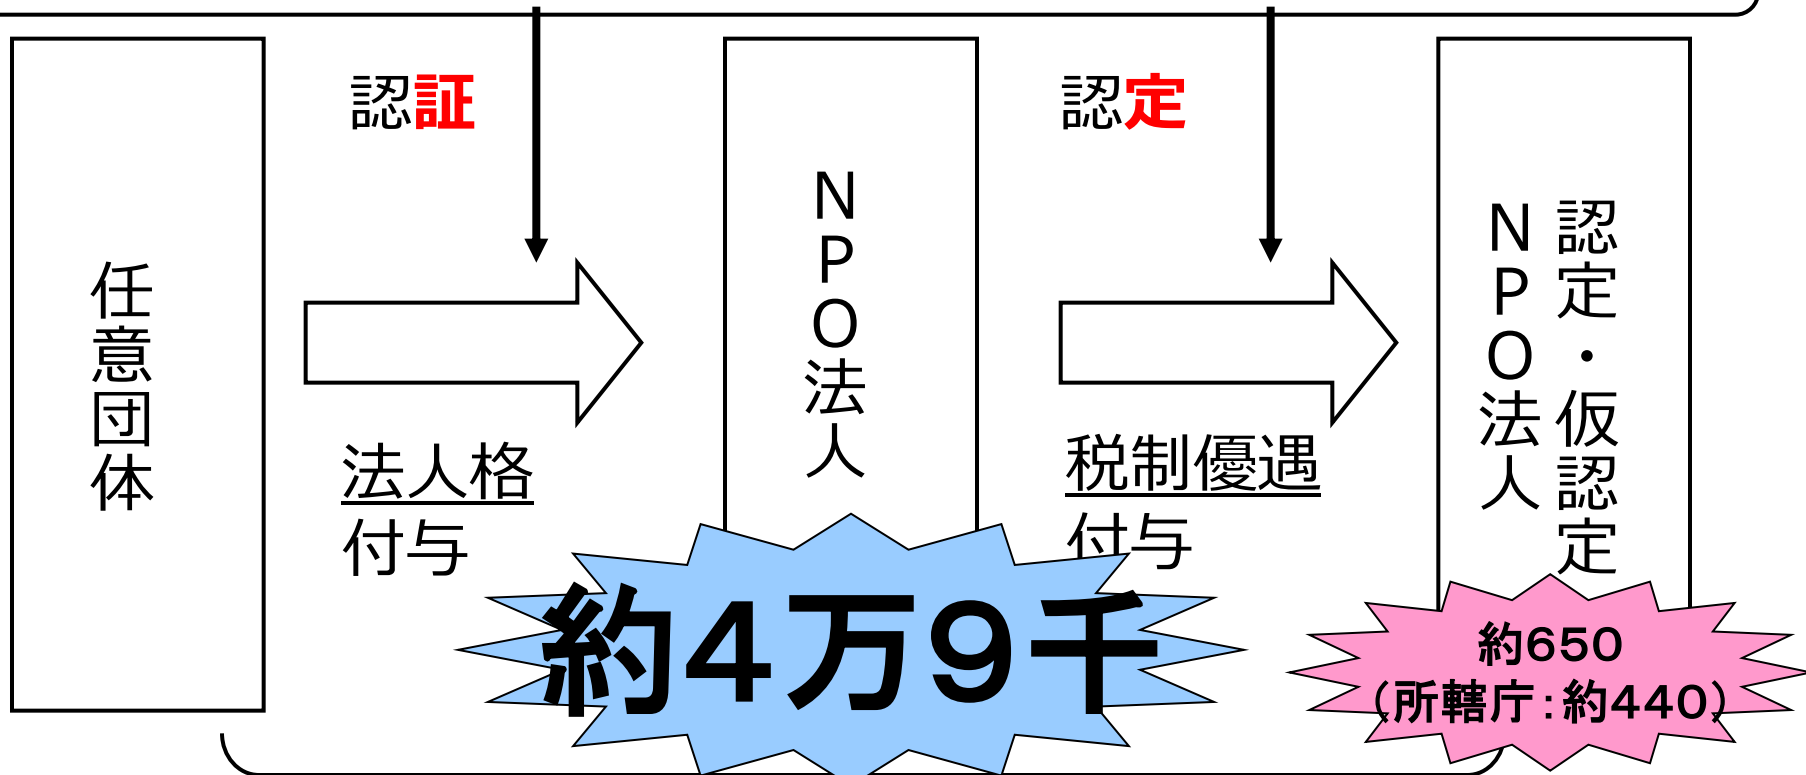 任意団体
認証
法人格
付与
NPO法人
約4万9千
認定
税制優遇
付与
認定・仮認定
NPO法人
約650
(所轄庁:約440)